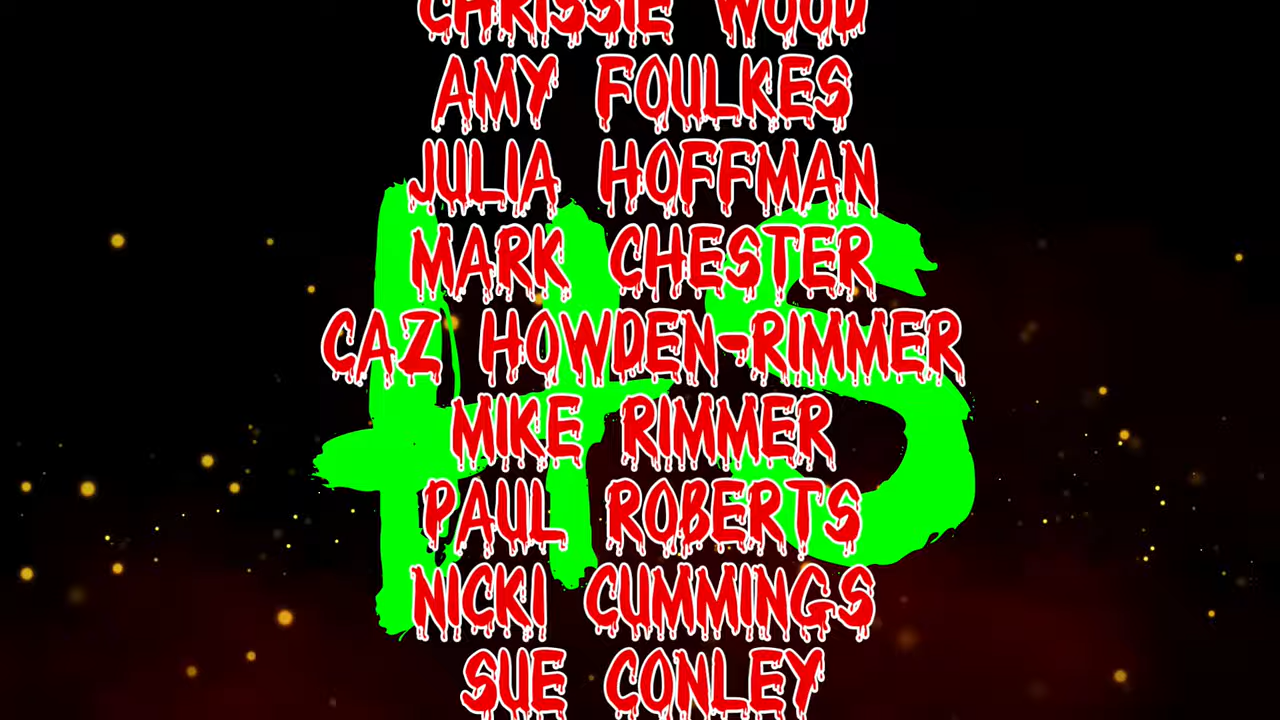 CHRISSIE WOOD
AMY FOULKES
JULIA HOFFMAN
MARK CHESTER
CAZ HOWDEN-RIMMER
MIKE RIMMER
PAUL ROBERTS
NICKI CUMMINGS
SUE CONLEY
HS